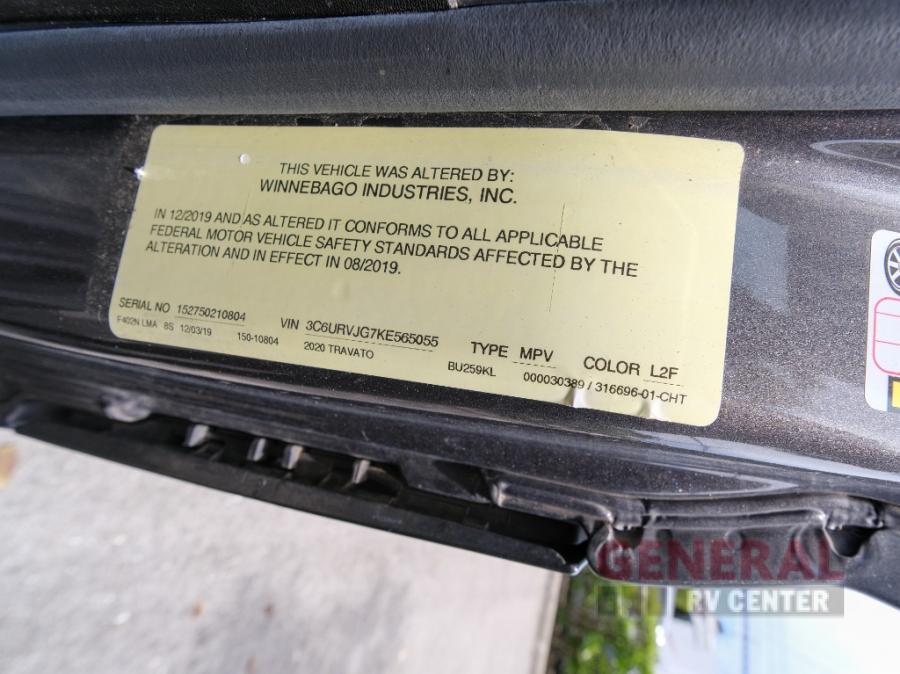 THIS VEHICLE WAS ALTERED BY:
WINNEBAGO INDUSTRIES, INC.
IN 12/2019 AND AS ALTERED IT CONFORMS TO ALL APPLICABLE
FEDERAL MOTOR VEHICLE SAFETY STANDARDS AFFECTED BY THE
ALTERATION AND IN EFFECT IN 08/2019.
SERIAL NO 152750210804 VIN 3C6URVJG7KE565055 TYPE MPV COLOR L2F
F402N LMA 8S 12/03/19 150-10804 2020 TRAVATO BU259KL 000030389 / 316696-01-CHT
GENERAL
RV CENTER